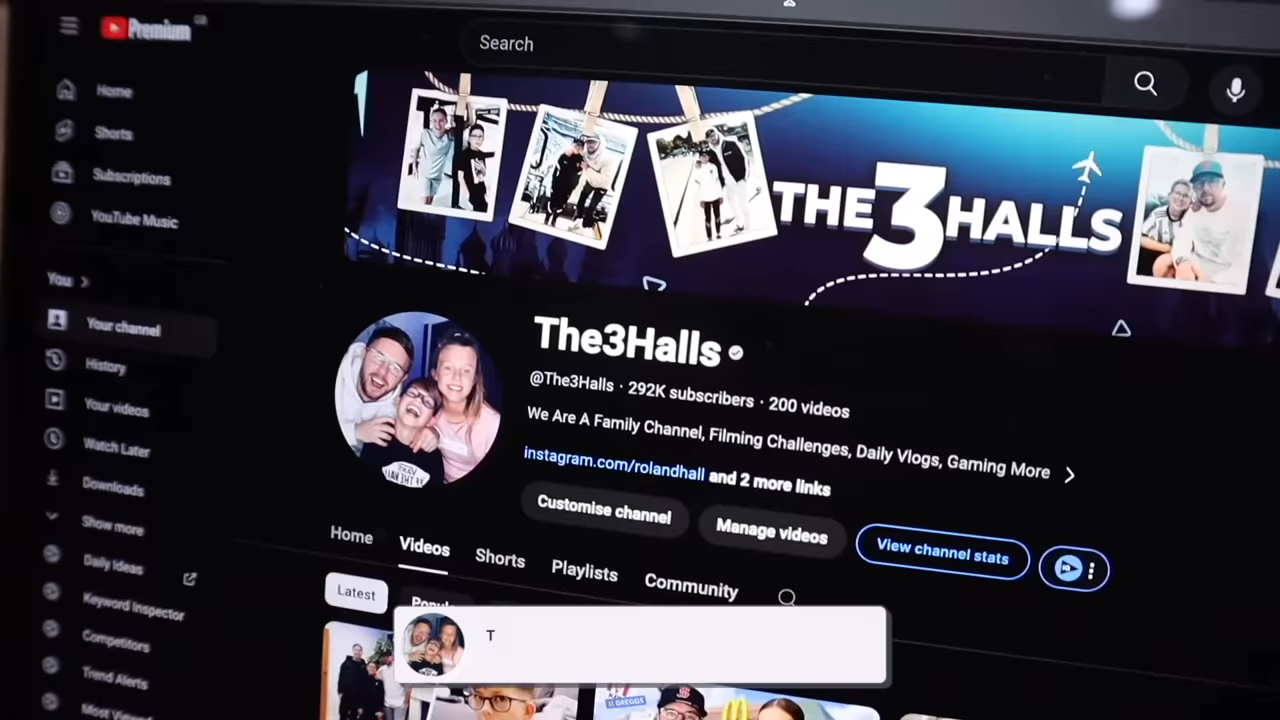 Premium GB
Search
Home
Shorts
Subscriptions
YouTube Music
You
Your channel
History
Your videos
Watch Later
Downloads
Show more
Daily Ideas
Keyword Inspector
Competitors
Trend Alerts
THE 3 HALLS
The3Halls
@The3Halls · 292K subscribers · 200 videos
We Are A Family Channel, Filming Challenges, Daily Vlogs, Gaming More
instagram.com/rolandhall and 2 more links
Customise channel
Manage videos
View channel stats
Home
Videos
Shorts
Playlists
Community
Latest
T
GREGGS